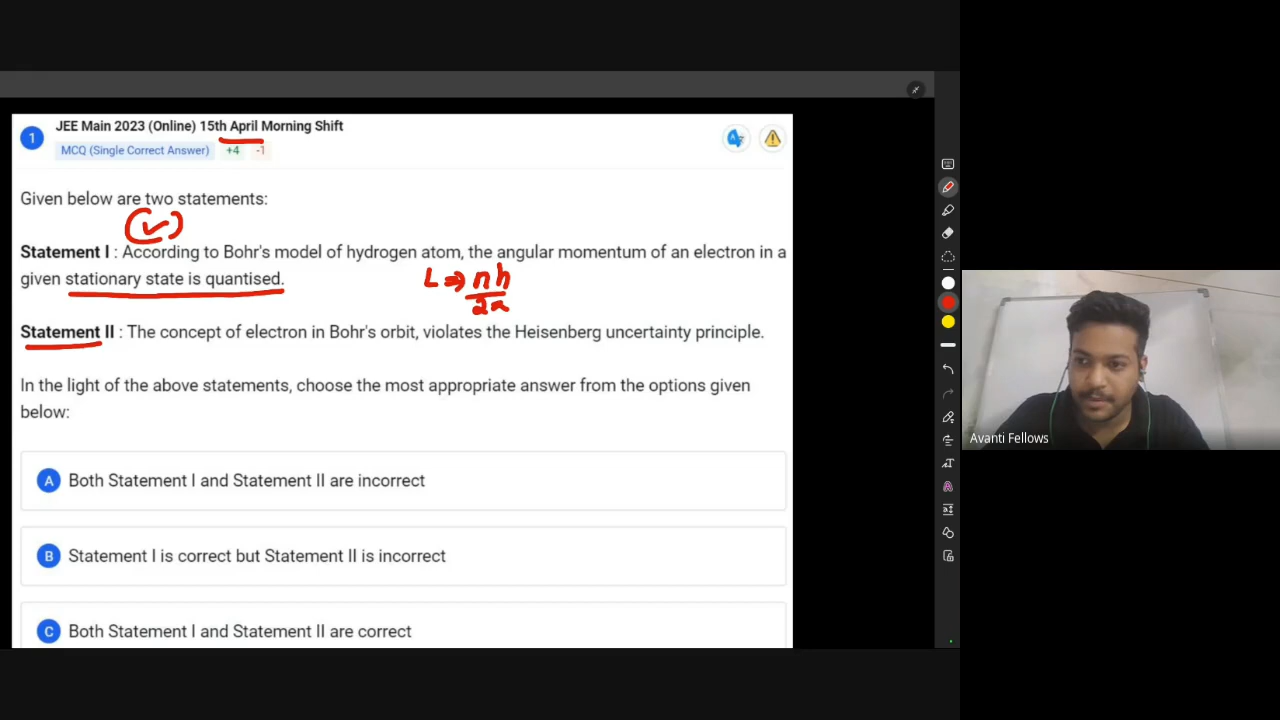 JEE Main 2023 (Online) 15th April Morning Shift
1
MCQ (Single Correct Answer) +4 -1
Given below are two statements:
Statement I : According to Bohr's model of hydrogen atom, the angular momentum of an electron in a
given stationary state is quantised.
L ⇒ nh/2π
Statement II : The concept of electron in Bohr's orbit, violates the Heisenberg uncertainty principle.
In the light of the above statements, choose the most appropriate answer from the options given
below:
A Both Statement I and Statement II are incorrect
B Statement I is correct but Statement II is incorrect
C Both Statement I and Statement II are correct
Avanti Fellows